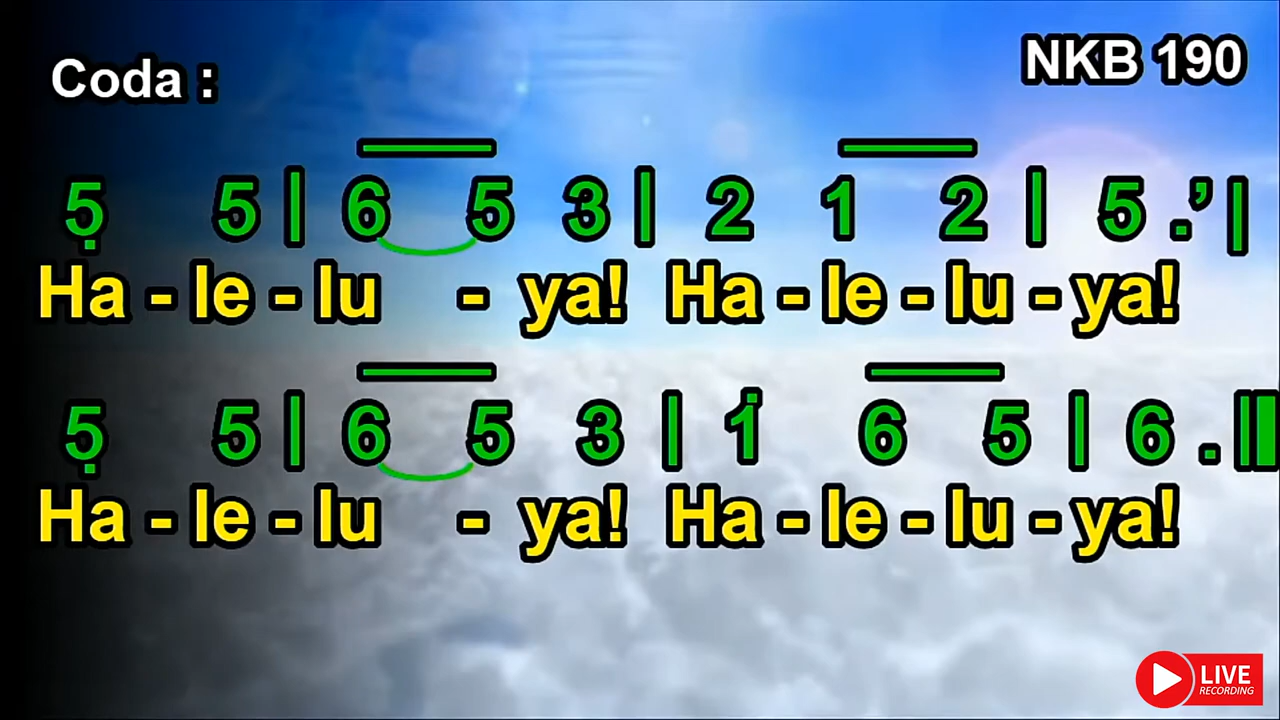 Coda :
NKB 190
5̣ 5 | 6 5 3 | 2 1 2 | 5 .’ |
Ha - le - lu - ya! Ha - le - lu - ya!
5̣ 5 | 6 5 3 | 1̇ 6 5 | 6 . ||
Ha - le - lu - ya! Ha - le - lu - ya!
LIVE
RECORDING